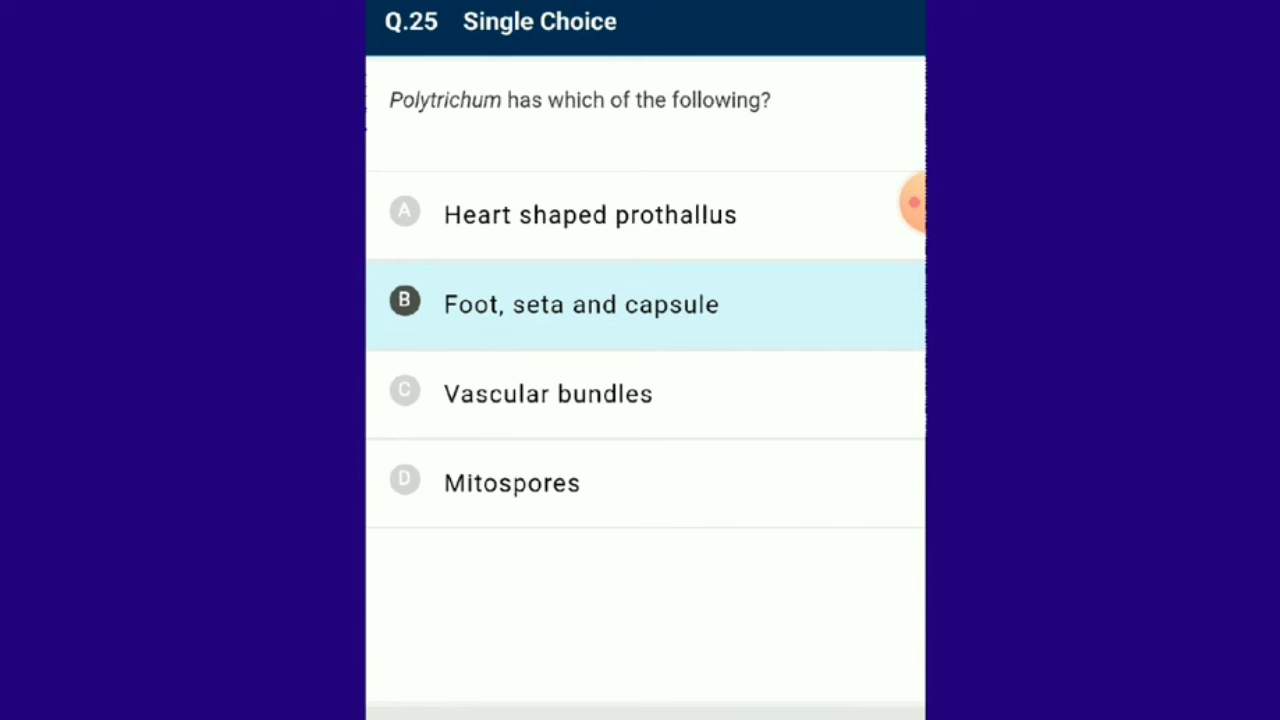 Q.25 Single Choice
Polytrichum has which of the following?
A Heart shaped prothallus
B Foot, seta and capsule
C Vascular bundles
D Mitospores